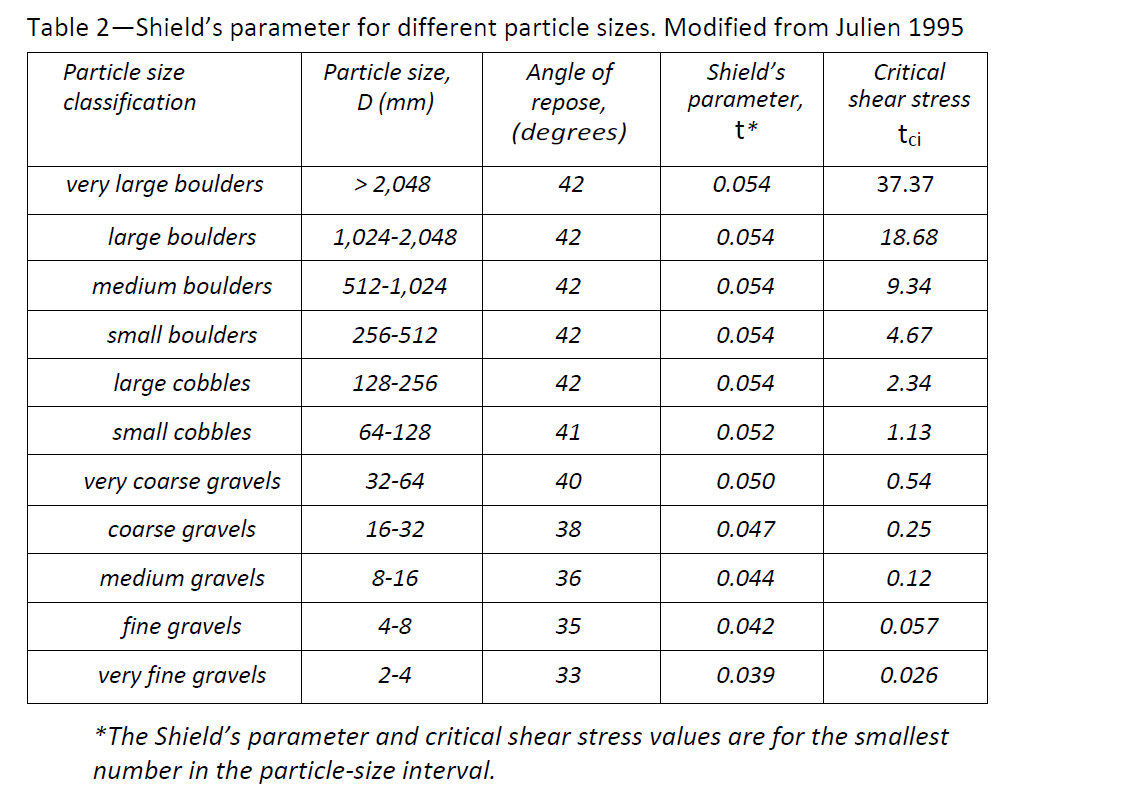 Table 2—Shield’s parameter for different particle sizes. Modified from Julien 1995
Particle size classification | Particle size, D (mm) | Angle of repose, (degrees) | Shield’s parameter, t* | Critical shear stress tci
very large boulders | > 2,048 | 42 | 0.054 | 37.37
large boulders | 1,024-2,048 | 42 | 0.054 | 18.68
medium boulders | 512-1,024 | 42 | 0.054 | 9.34
small boulders | 256-512 | 42 | 0.054 | 4.67
large cobbles | 128-256 | 42 | 0.054 | 2.34
small cobbles | 64-128 | 41 | 0.052 | 1.13
very coarse gravels | 32-64 | 40 | 0.050 | 0.54
coarse gravels | 16-32 | 38 | 0.047 | 0.25
medium gravels | 8-16 | 36 | 0.044 | 0.12
fine gravels | 4-8 | 35 | 0.042 | 0.057
very fine gravels | 2-4 | 33 | 0.039 | 0.026
*The Shield’s parameter and critical shear stress values are for the smallest
number in the particle-size interval.